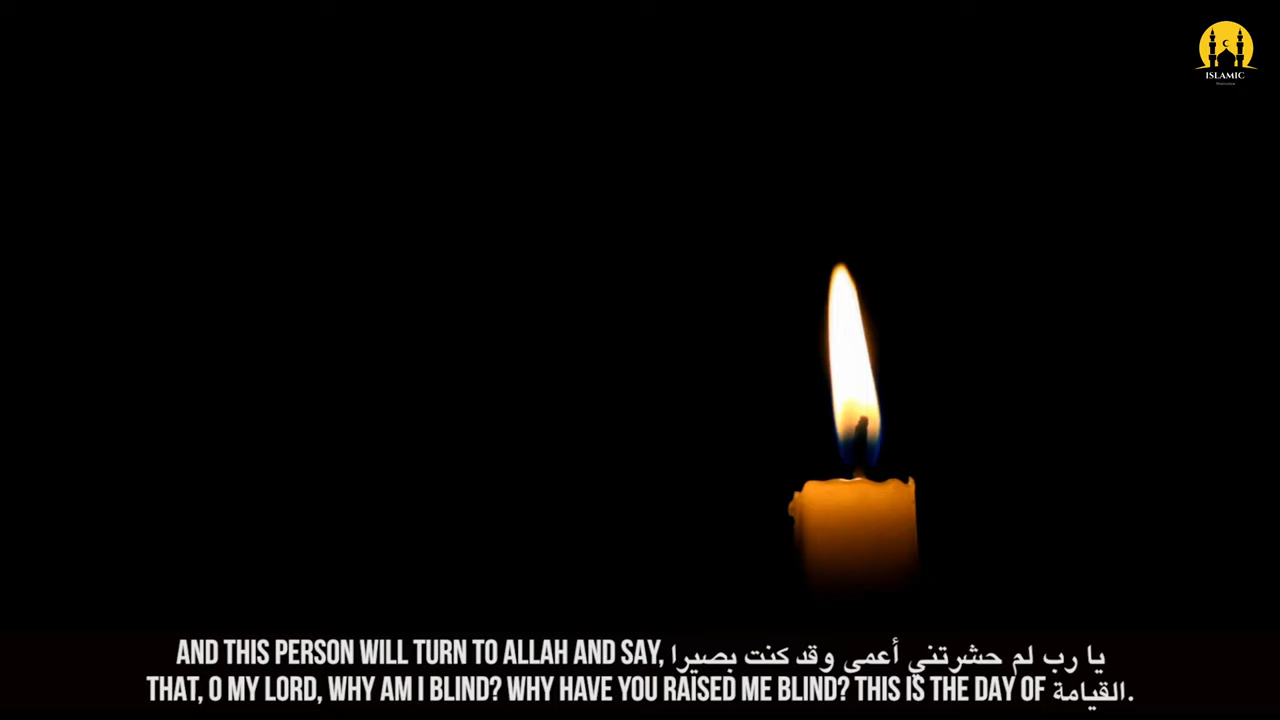 ISLAMIC
AND THIS PERSON WILL TURN TO ALLAH AND SAY, يا رب لم حشرتني أعمى وقد كنت بصيرا
THAT, O MY LORD, WHY AM I BLIND? WHY HAVE YOU RAISED ME BLIND? THIS IS THE DAY OF القيامة.